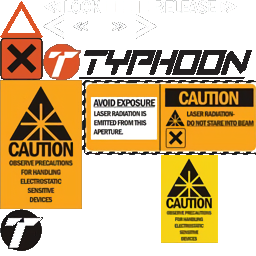 TYPHOON
AVOID EXPOSURE
LASER RADIATION IS
EMITTED FROM THIS
APERTURE.
CAUTION
LASER RADIATION-
DO NOT STARE INTO BEAM
CAUTION
OBSERVE PRECAUTIONS
FOR HANDLING
ELECTROSTATIC
SENSITIVE
DEVICES
CAUTION
OBSERVE PRECAUTIONS
FOR HANDLING
ELECTROSTATIC
SENSITIVE
DEVICES